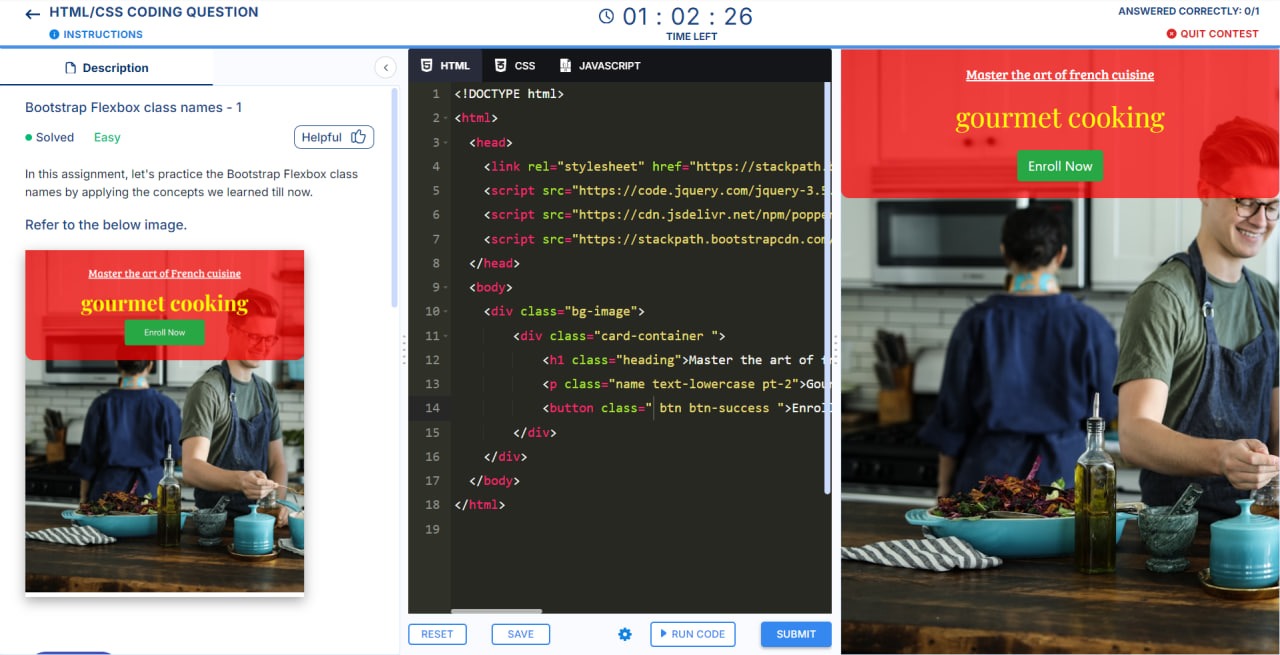 HTML/CSS CODING QUESTION
INSTRUCTIONS
01 : 02 : 26
TIME LEFT
ANSWERED CORRECTLY: 0/1
QUIT CONTEST
Description
Bootstrap Flexbox class names - 1
Solved Easy Helpful
In this assignment, let's practice the Bootstrap Flexbox class
names by applying the concepts we learned till now.
Refer to the below image.
Master the art of French cuisine
gourmet cooking
Enroll Now
HTML CSS JAVASCRIPT
1 <!DOCTYPE html>
2 <html>
3 <head>
4 <link rel="stylesheet" href="https://stackpath.
5 <script src="https://code.jquery.com/jquery-3.5
6 <script src="https://cdn.jsdelivr.net/npm/popper
7 <script src="https://stackpath.bootstrapcdn.com/
8 </head>
9 <body>
10 <div class="bg-image">
11 <div class="card-container ">
12 <h1 class="heading">Master the art of f
13 <p class="name text-lowercase pt-2">Gou
14 <button class=" btn btn-success ">Enroll
15 </div>
16 </div>
17 </body>
18 </html>
19
RESET SAVE RUN CODE SUBMIT
Master the art of french cuisine
gourmet cooking
Enroll Now